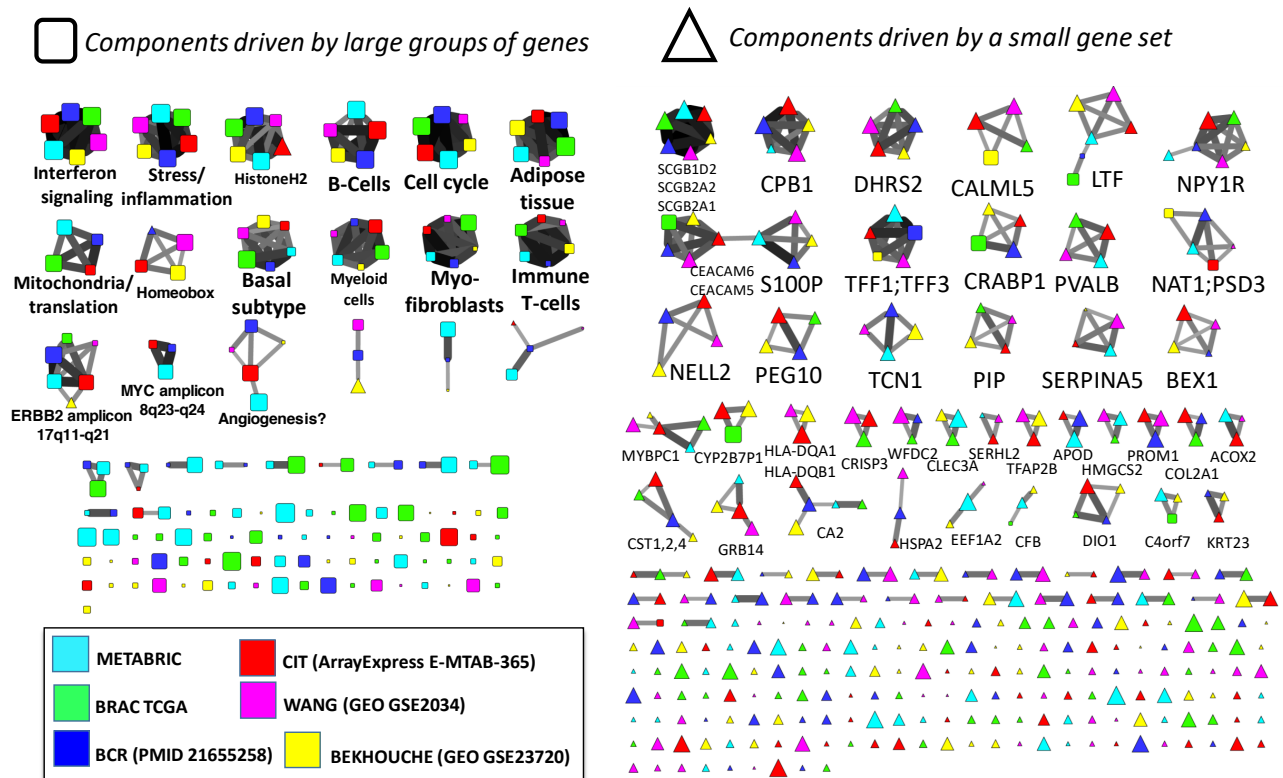 Components driven by large groups of genes
Interferon
signaling
Stress/
inflammation
HistoneH2
B-Cells
Cell cycle
Adipose
tissue
Mitochondria/
translation
Homeobox
Basal
subtype
Myeloid
cells
Myo-
fibroblasts
Immune
T-cells
ERBB2 amplicon
17q11-q21
MYC amplicon
8q23-q24
Angiogenesis?
METABRIC
CIT (ArrayExpress E-MTAB-365)
BRAC TCGA
WANG (GEO GSE2034)
BCR (PMID 21655258)
BEKHOUCHE (GEO GSE23720)
Components driven by a small gene set
SCGB1D2
SCGB2A2
SCGB2A1
CPB1
DHRS2
CALML5
LTF
NPY1R
CEACAM6
CEACAM5
S100P
TFF1;TFF3
CRABP1
PVALB
NAT1;PSD3
NELL2
PEG10
TCN1
PIP
SERPINA5
BEX1
MYBPC1
CYP2B7P1
HLA-DQA1
HLA-DQB1
CRISP3
WFDC2
CLEC3A
SERHL2
TFAP2B
APOD
HMGCS2
PROM1
COL2A1
ACOX2
CST1,2,4
GRB14
CA2
HSPA2
EEF1A2
CFB
DIO1
C4orf7
KRT23